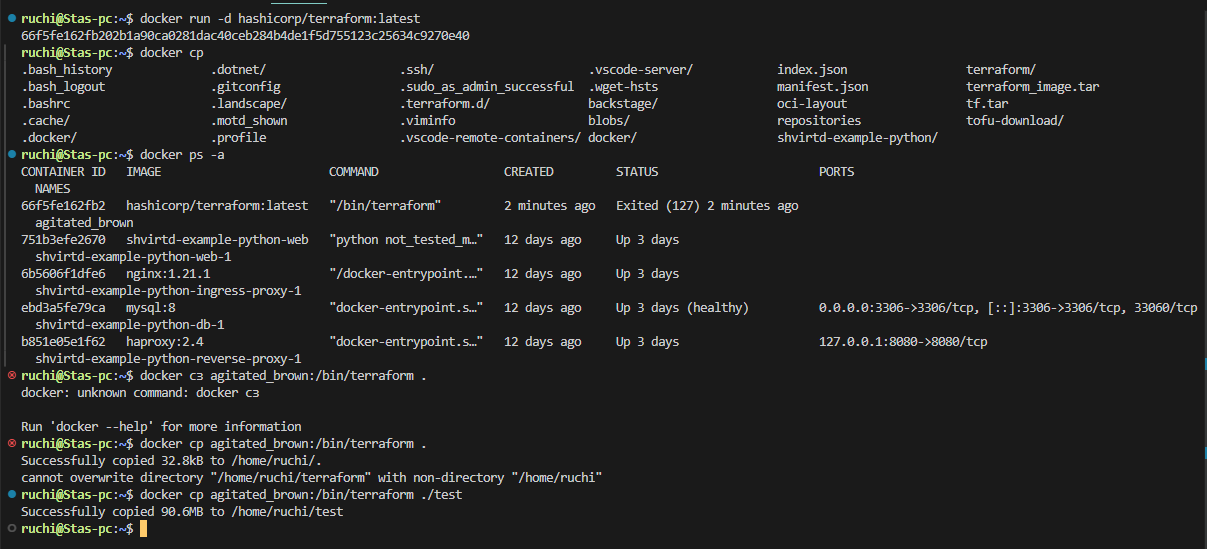 ruchi@Stas-pc:~$ docker run -d hashicorp/terraform:latest
66f5fe162fb202b1a90ca0281dac40ceb284b4de1f5d755123c25634c9270e40
ruchi@Stas-pc:~$ docker cp
.bash_history .dotnet/ .ssh/ .vscode-server/ index.json terraform/
.bash_logout .gitconfig .sudo_as_admin_successful .wget-hsts manifest.json terraform_image.tar
.bashrc .landscape/ .terraform.d/ backstage/ oci-layout tf.tar
.cache/ .motd_shown .viminfo blobs/ repositories tofu-download/
.docker/ .profile .vscode-remote-containers/ docker/ shvirtd-example-python/
ruchi@Stas-pc:~$ docker ps -a
CONTAINER ID IMAGE COMMAND CREATED STATUS PORTS
NAMES
66f5fe162fb2 hashicorp/terraform:latest "/bin/terraform" 2 minutes ago Exited (127) 2 minutes ago
agitated_brown
751b3efe2670 shvirtd-example-python-web "python not_tested_m…" 12 days ago Up 3 days
shvirtd-example-python-web-1
6b5606f1dfe6 nginx:1.21.1 "/docker-entrypoint.…" 12 days ago Up 3 days
shvirtd-example-python-ingress-proxy-1
ebd3a5fe79ca mysql:8 "docker-entrypoint.s…" 12 days ago Up 3 days (healthy) 0.0.0.0:3306->3306/tcp, [::]:3306->3306/tcp, 33060/tcp
shvirtd-example-python-db-1
b851e05e1f62 haproxy:2.4 "docker-entrypoint.s…" 12 days ago Up 3 days 127.0.0.1:8080->8080/tcp
shvirtd-example-python-reverse-proxy-1
ruchi@Stas-pc:~$ docker cз agitated_brown:/bin/terraform .
docker: unknown command: docker cз
Run 'docker --help' for more information
ruchi@Stas-pc:~$ docker cp agitated_brown:/bin/terraform .
Successfully copied 32.8kB to /home/ruchi/.
cannot overwrite directory "/home/ruchi/terraform" with non-directory "/home/ruchi"
ruchi@Stas-pc:~$ docker cp agitated_brown:/bin/terraform ./test
Successfully copied 90.6MB to /home/ruchi/test
ruchi@Stas-pc:~$